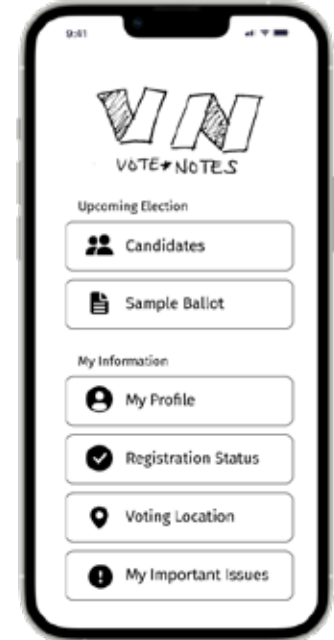 9:41
VN
VOTE★NOTES
Upcoming Election
Candidates
Sample Ballot
My Information
My Profile
Registration Status
Voting Location
My Important Issues